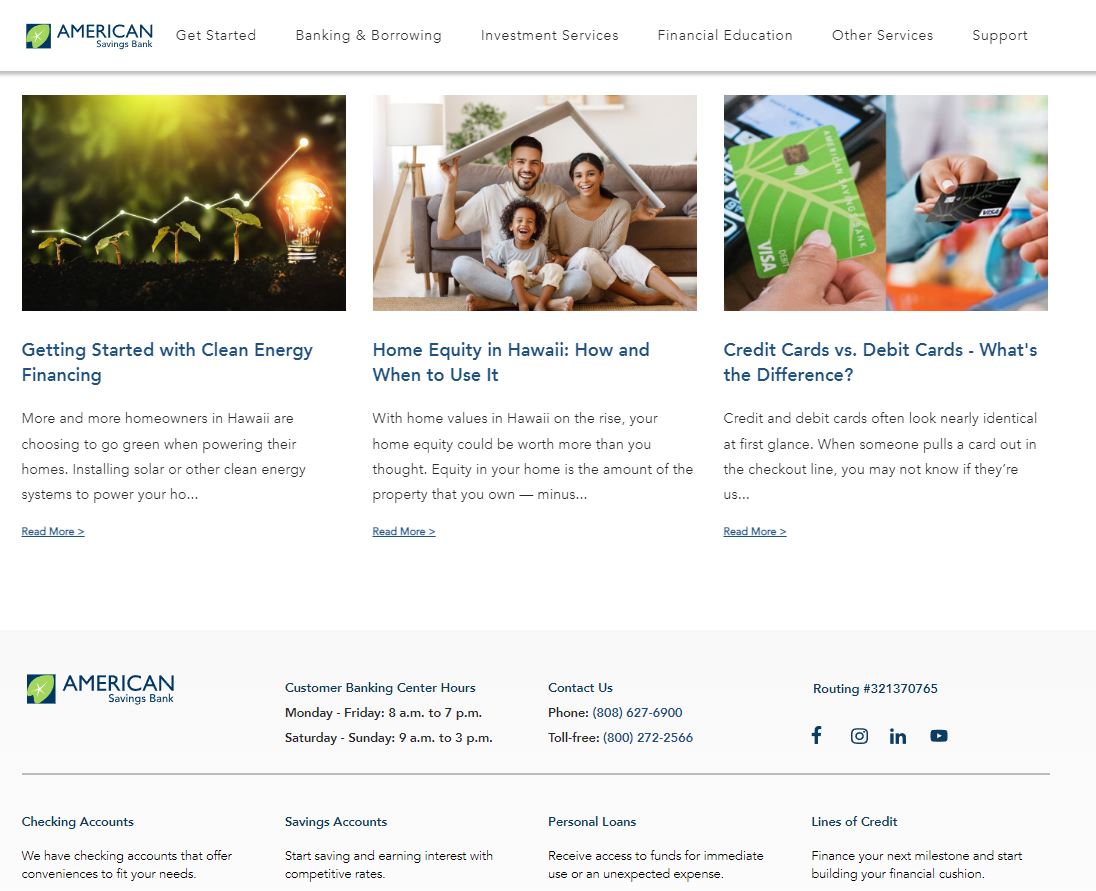 AMERICAN
Savings Bank
Get Started
Banking & Borrowing
Investment Services
Financial Education
Other Services
Support
AMERICAN SAVINGS BANK
VISA
DEBIT
VISA
Getting Started with Clean Energy
Financing
More and more homeowners in Hawaii are
choosing to go green when powering their
homes. Installing solar or other clean energy
systems to power your ho...
Read More >
Home Equity in Hawaii: How and
When to Use It
With home values in Hawaii on the rise, your
home equity could be worth more than you
thought. Equity in your home is the amount of the
property that you own — minus...
Read More >
Credit Cards vs. Debit Cards - What's
the Difference?
Credit and debit cards often look nearly identical
at first glance. When someone pulls a card out in
the checkout line, you may not know if they’re
us...
Read More >
AMERICAN
Savings Bank
Customer Banking Center Hours
Monday - Friday: 8 a.m. to 7 p.m.
Saturday - Sunday: 9 a.m. to 3 p.m.
Contact Us
Phone: (808) 627-6900
Toll-free: (800) 272-2566
Routing #321370765
Checking Accounts
We have checking accounts that offer
conveniences to fit your needs.
Savings Accounts
Start saving and earning interest with
competitive rates.
Personal Loans
Receive access to funds for immediate
use or an unexpected expense.
Lines of Credit
Finance your next milestone and start
building your financial cushion.